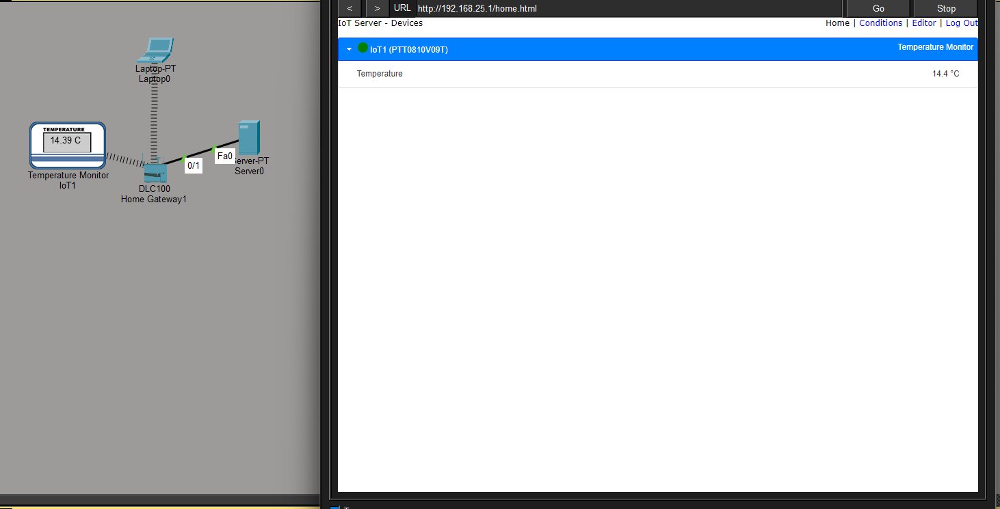 Laptop-PT
Laptop0
TEMPERATURE
14.39 C
Temperature Monitor
IoT1
0/1
Fa0
erver-PT
Server0
DLC100
Home Gateway1
< > URL http://192.168.25.1/home.html Go Stop
IoT Server - Devices Home | Conditions | Editor | Log Out
IoT1 (PTT0810V09T) Temperature Monitor
Temperature 14.4 °C